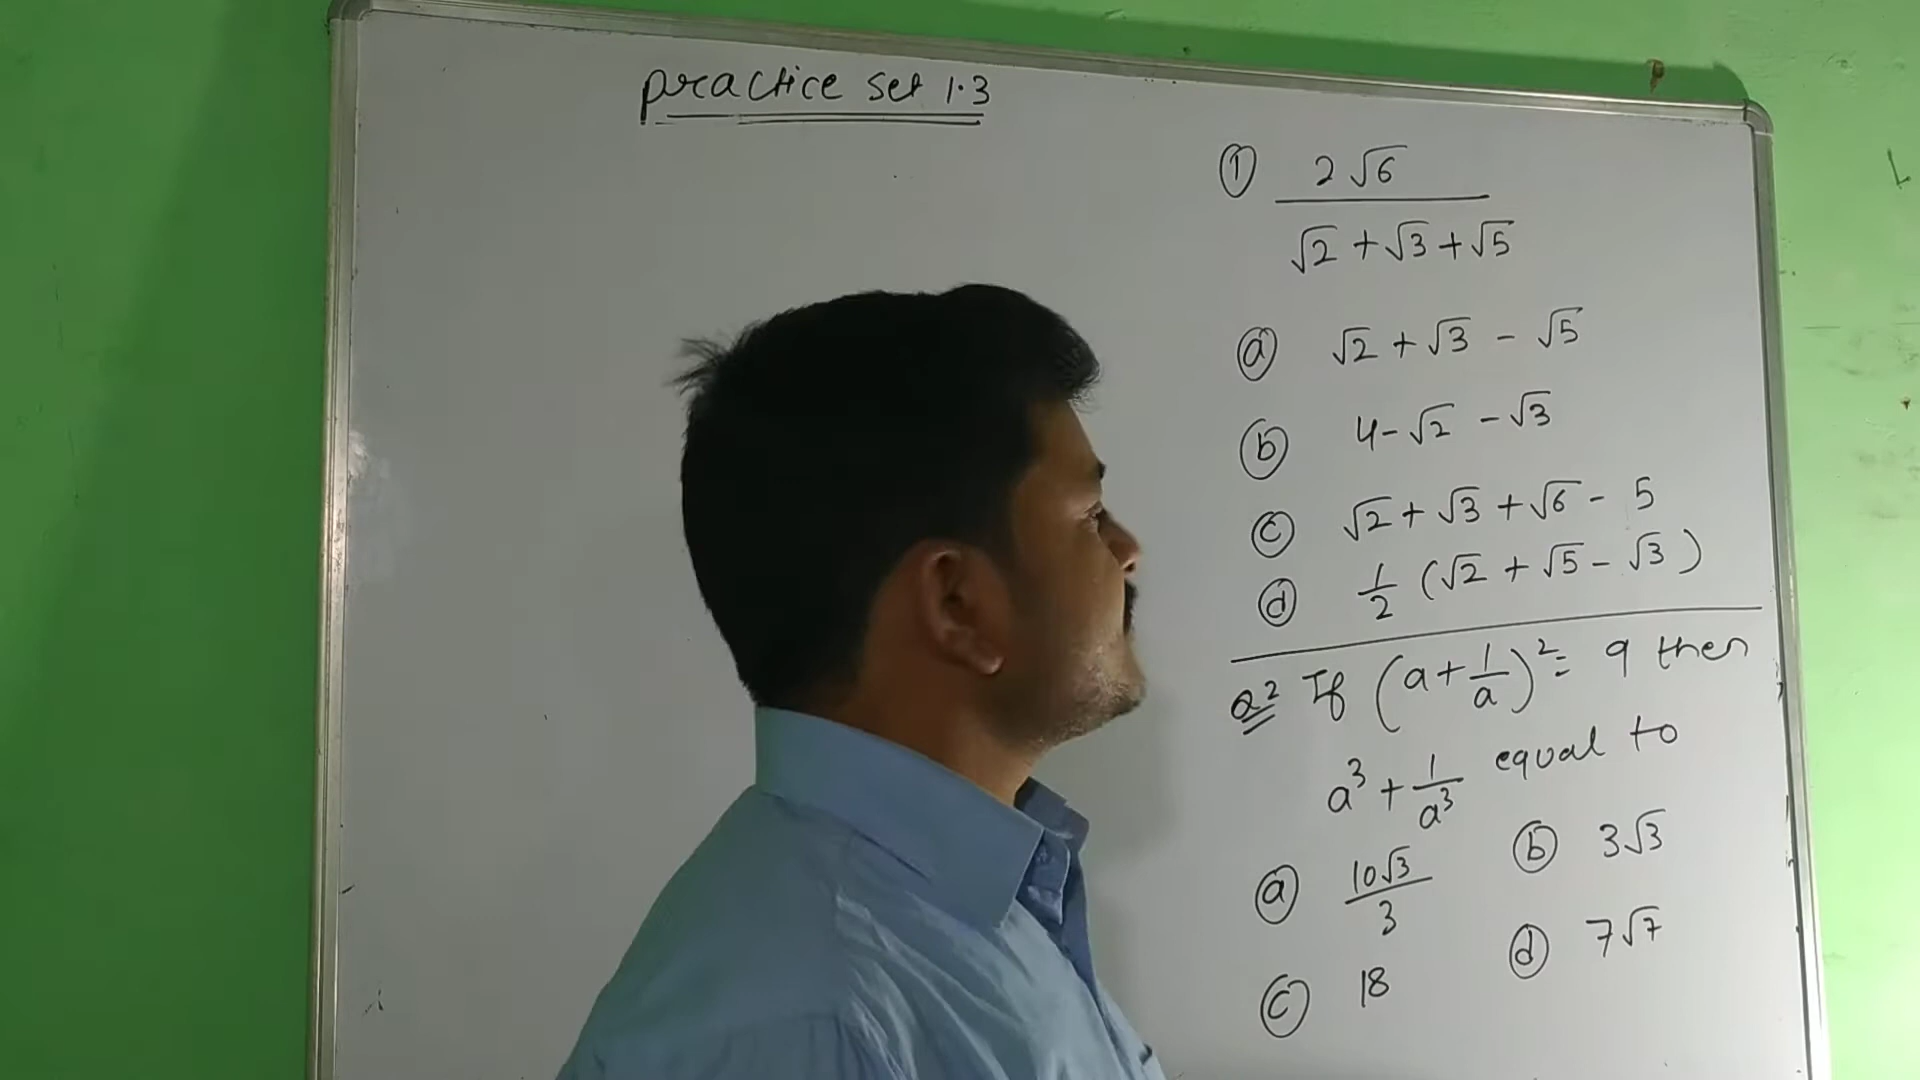 practice set 1.3
① 2√6
√2 + √3 + √5
ⓐ √2 + √3 - √5
ⓑ 4 - √2 - √3
ⓒ √2 + √3 + √6 - 5
ⓓ 1/2 (√2 + √5 - √3)
Q2 If (a + 1/a)² = 9 then
a³ + 1/a³ equal to
ⓐ 10√3/3 ⓑ 3√3
ⓒ 18 ⓓ 7√7